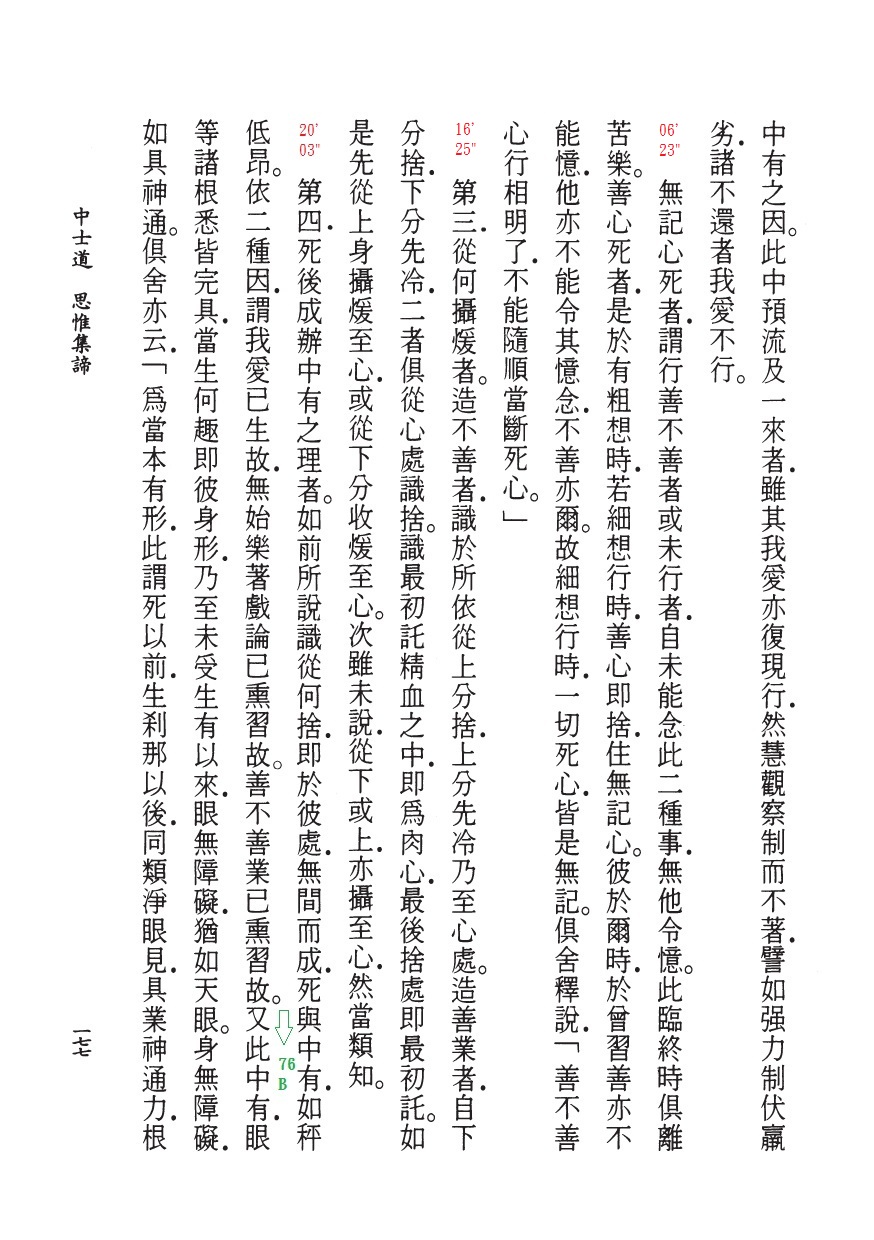 中有之因。此中預流及一來者．雖其我愛亦復現行．然慧觀察制而不著．譬如强力制伏羸
劣．諸不還者我愛不行。
06'23" 無記心死者．謂行善不善者或未行者．自未能念此二種事．無他令憶。此臨終時俱離
苦樂。善心死者．是於有粗想時．若細想行時．善心即捨．住無記心。彼於爾時．於曾習善亦不
能憶．他亦不能令其憶念．不善亦爾。故細想行時．一切死心．皆是無記。俱舍釋說．「善不善
心行相明了．不能隨順當斷死心。」
16'25" 第三．從何攝煖者。造不善者．識於所依從上分捨．上分先冷乃至心處。造善業者．自下
分捨．下分先冷．二者俱從心處識捨。識最初託精血之中．即爲肉心．最後捨處即最初託。如
是先從上身攝煖至心．或從下分收煖至心。次雖未說．從下或上．亦攝至心．然當類知。
20'03" 第四．死後成辦中有之理者。如前所說識從何捨．即於彼處．無間而成．死與中有．如秤
低昂。依二種因．謂我愛已生故．無始樂著戲論已熏習故。善不善業已熏習故。又此中有．眼
76B
等諸根悉皆完具．當生何趣即彼身形．乃至未受生有以來．眼無障礙．猶如天眼。身無障礙．
如具神通。俱舍亦云．「爲當本有形．此謂死以前．生刹那以後．同類淨眼見．具業神通力．根
中士道 思惟集諦
一七七